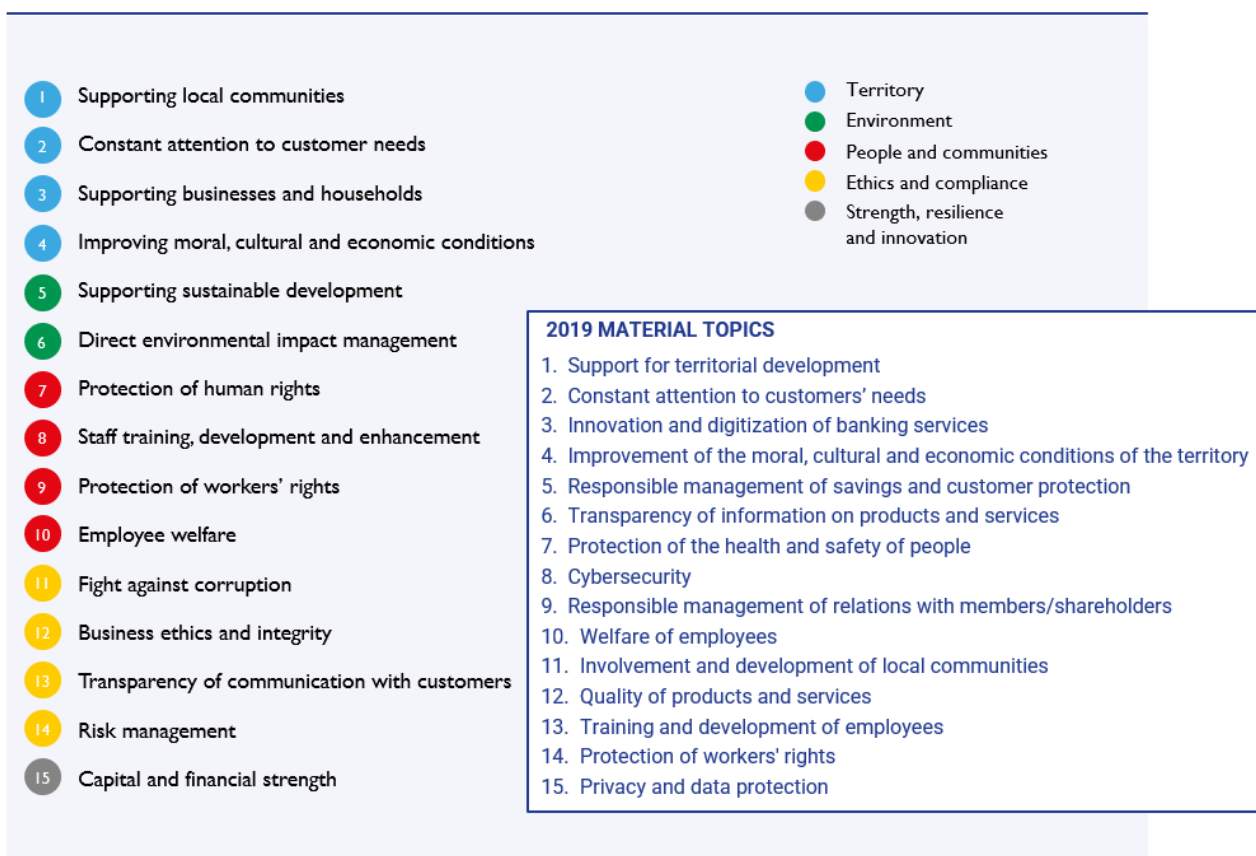 1 Supporting local communities
2 Constant attention to customer needs
3 Supporting businesses and households
4 Improving moral, cultural and economic conditions
5 Supporting sustainable development
6 Direct environmental impact management
7 Protection of human rights
8 Staff training, development and enhancement
9 Protection of workers’ rights
10 Employee welfare
11 Fight against corruption
12 Business ethics and integrity
13 Transparency of communication with customers
14 Risk management
15 Capital and financial strength
Territory
Environment
People and communities
Ethics and compliance
Strength, resilience
and innovation
2019 MATERIAL TOPICS
1. Support for territorial development
2. Constant attention to customers’ needs
3. Innovation and digitization of banking services
4. Improvement of the moral, cultural and economic conditions of the territory
5. Responsible management of savings and customer protection
6. Transparency of information on products and services
7. Protection of the health and safety of people
8. Cybersecurity
9. Responsible management of relations with members/shareholders
10. Welfare of employees
11. Involvement and development of local communities
12. Quality of products and services
13. Training and development of employees
14. Protection of workers' rights
15. Privacy and data protection